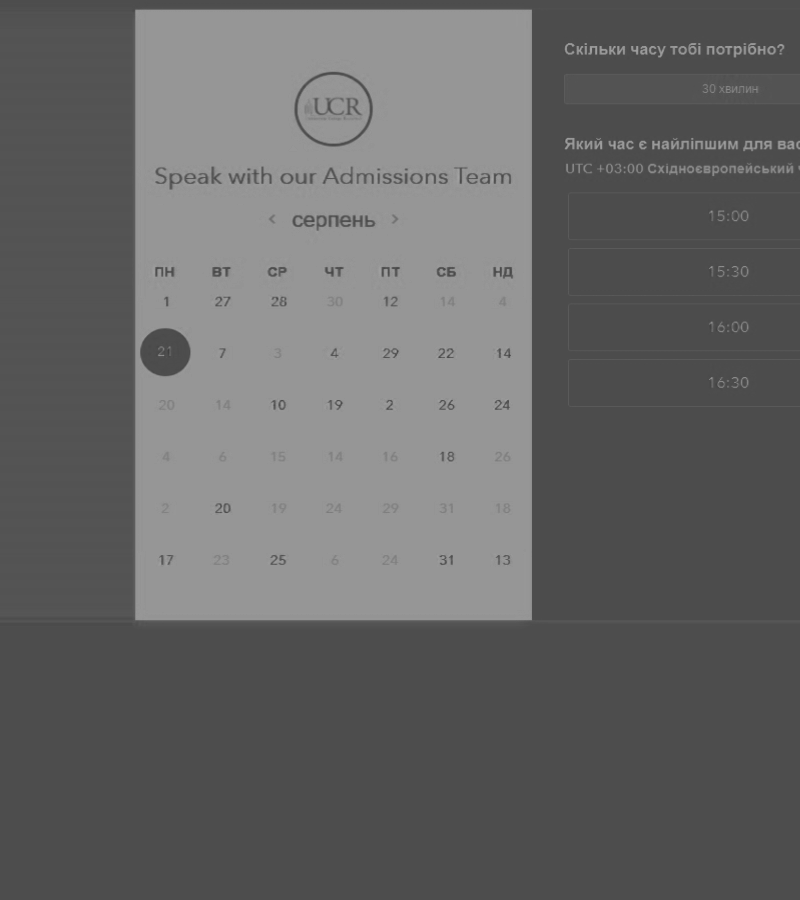 UCR
Speak with our Admissions Team
< серпень >
ПН ВТ СР ЧТ ПТ СБ НД
1 27 28 30 12 14 4
21 7 3 4 29 22 14
20 14 10 19 2 26 24
4 6 15 14 16 18 26
2 20 19 24 29 31 18
17 23 25 6 24 31 13
Скільки часу тобі потрібно?
30 хвилин
Який час є найліпшим для вас
UTC +03:00 Східноєвропейський
15:00
15:30
16:00
16:30